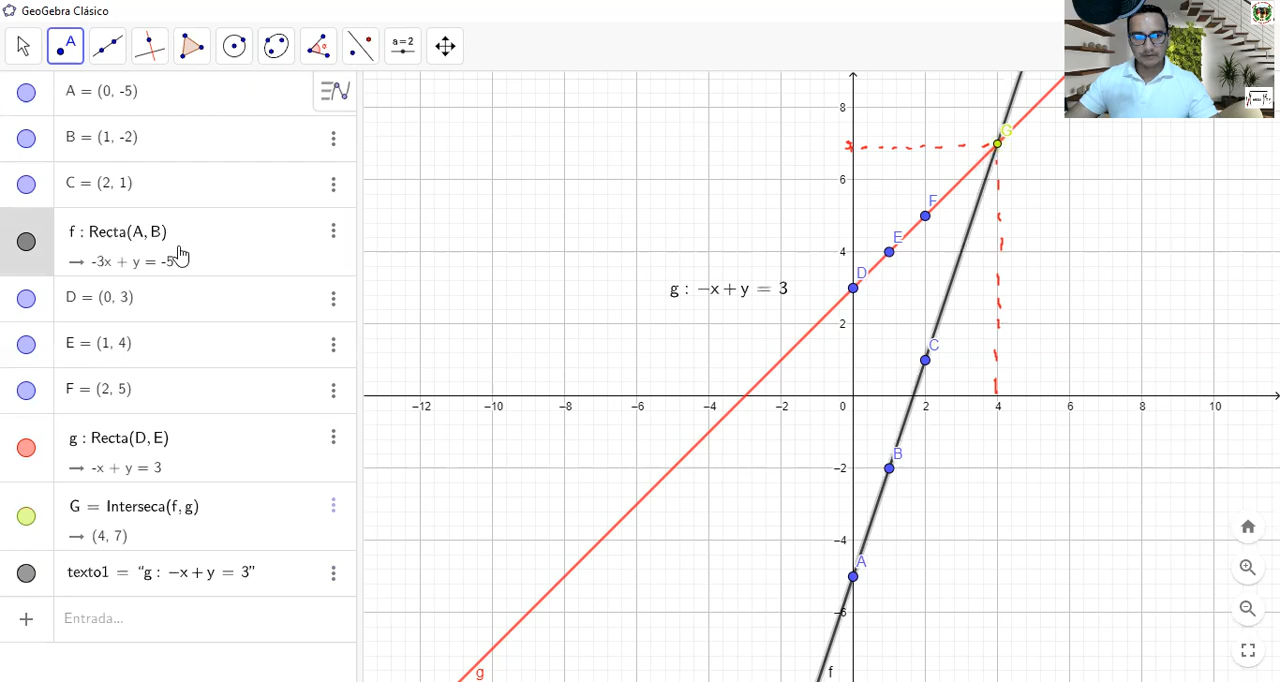 GeoGebra Clásico
A
a=2
A = (0, -5)
B = (1, -2)
C = (2, 1)
f : Recta(A, B)
→ -3x + y = -5
D = (0, 3)
E = (1, 4)
F = (2, 5)
g : Recta(D, E)
→ -x + y = 3
G = Interseca(f, g)
→ (4, 7)
texto1 = “g : −x + y = 3”
+ Entrada...
8
G
6
F
E
4
D
g : −x + y = 3
2
C
−12 −10 −8 −6 −4 −2 0 2 4 6 8 10
B
−2
−4
A
−6
g
f